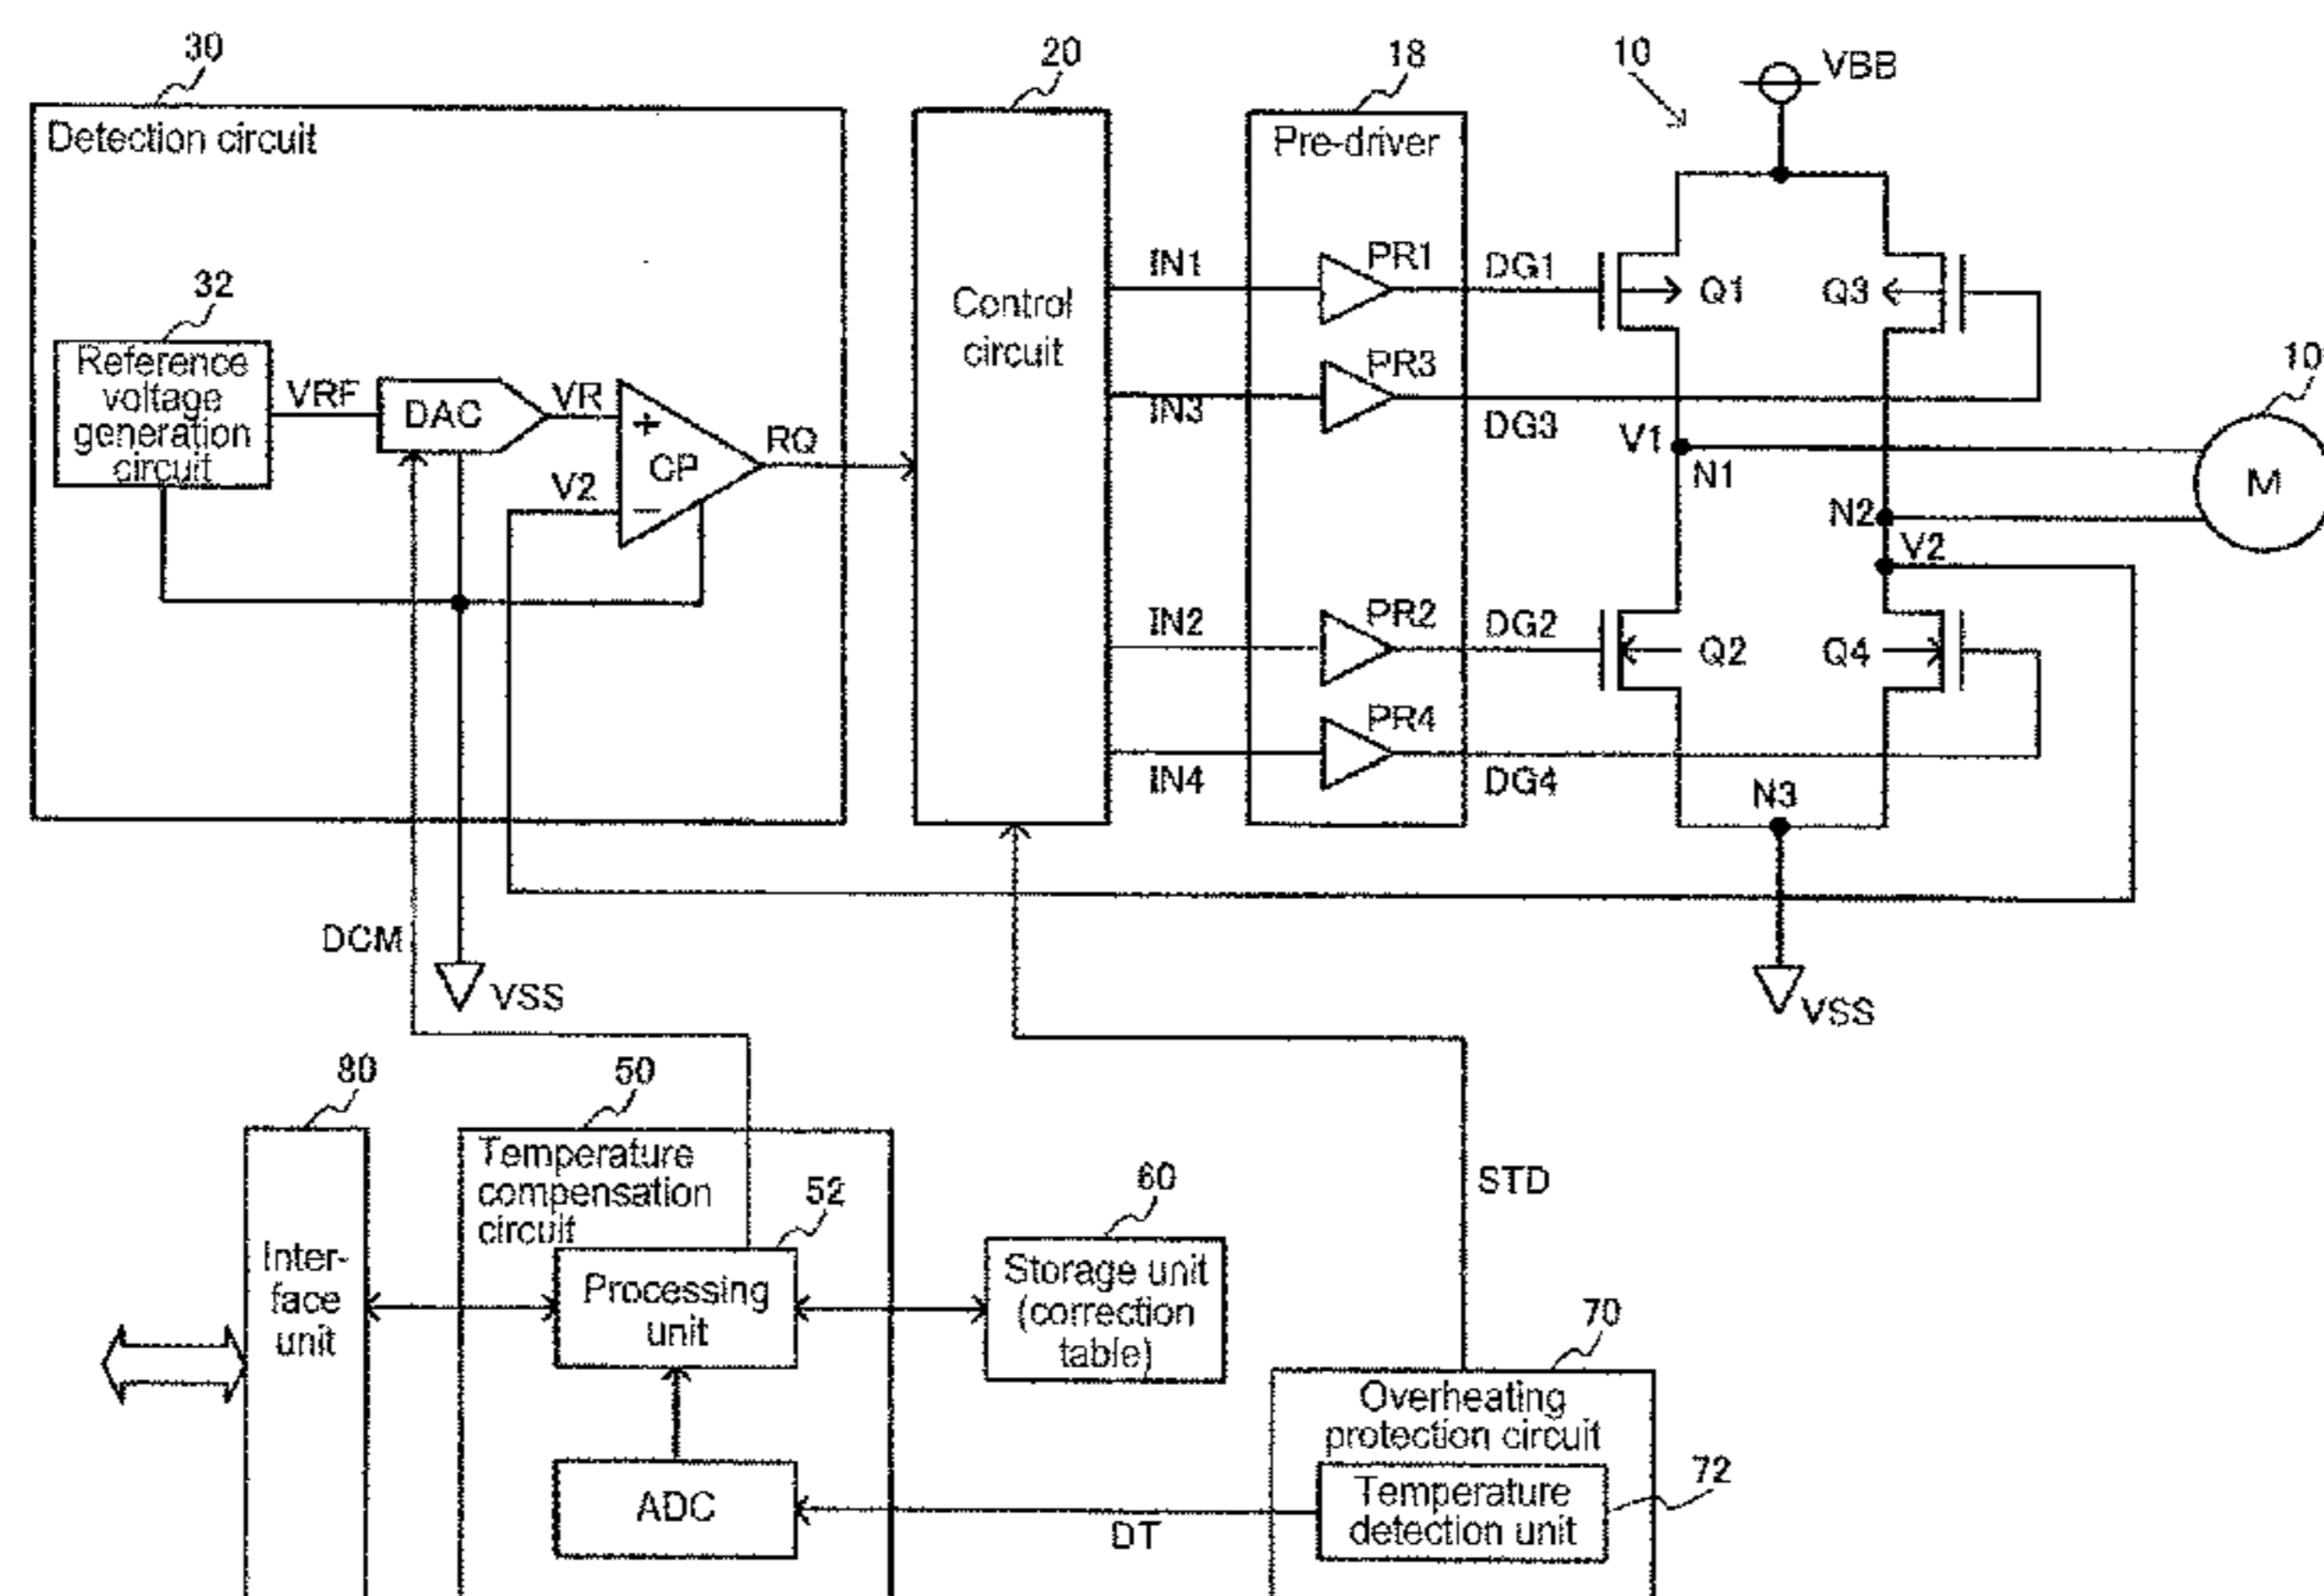 30
20
18
10
VBB
Detection circuit
Pre-driver
32
Reference
voltage
generation
circuit
VRF
DAC
VR
+
CP
V2
−
RQ
Control
circuit
IN1
IN3
IN2
IN4
PR1
PR3
PR2
PR4
DG1
DG3
DG2
DG4
Q1
Q3
V1
N1
N2
V2
Q2
Q4
N3
10
M
DCM
VSS
VSS
80
50
Temperature
compensation
circuit
52
60
STD
Inter-
face
unit
Processing
unit
Storage unit
(correction
table)
70
Overheating
protection circuit
72
ADC
DT
Temperature
detection unit